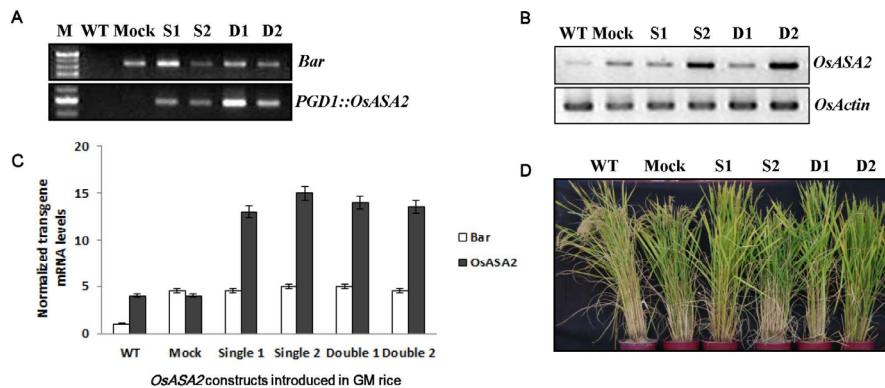 A
M WT Mock S1 S2 D1 D2
Bar
PGD1::OsASA2
B
WT Mock S1 S2 D1 D2
OsASA2
OsActin
C
Normalized transgene
mRNA levels
20
15
10
5
0
WT Mock Single 1 Single 2 Double 1 Double 2
OsASA2 constructs introduced in GM rice
Bar
OsASA2
D
WT Mock S1 S2 D1 D2